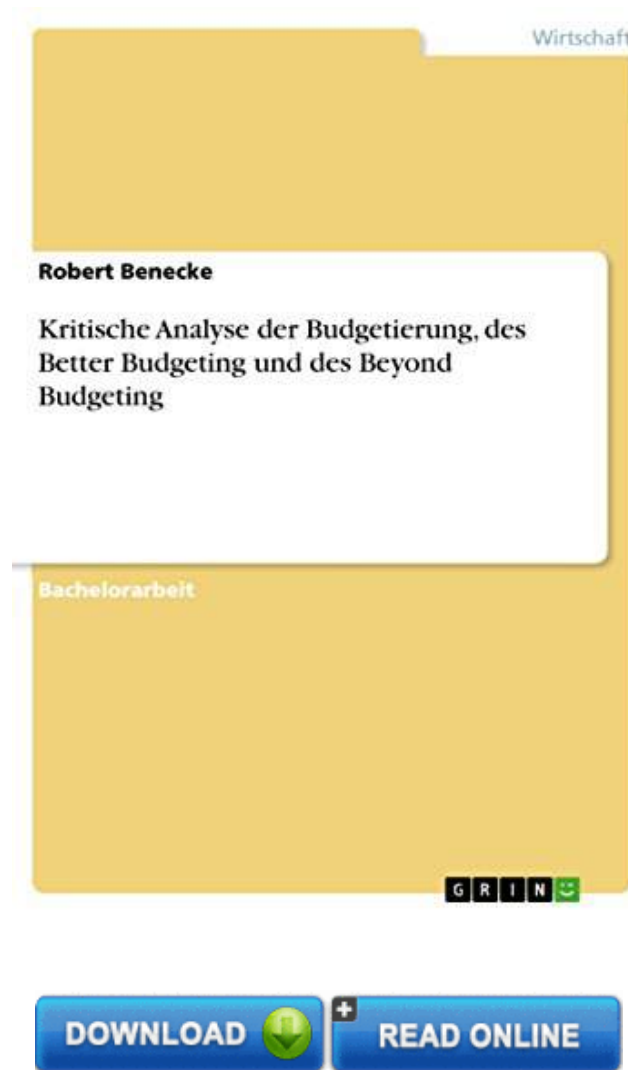 Wirtschaft
Robert Benecke
Kritische Analyse der Budgetierung, des
Better Budgeting und des Beyond
Budgeting
Bachelorarbeit
GRIN
DOWNLOAD
READ ONLINE